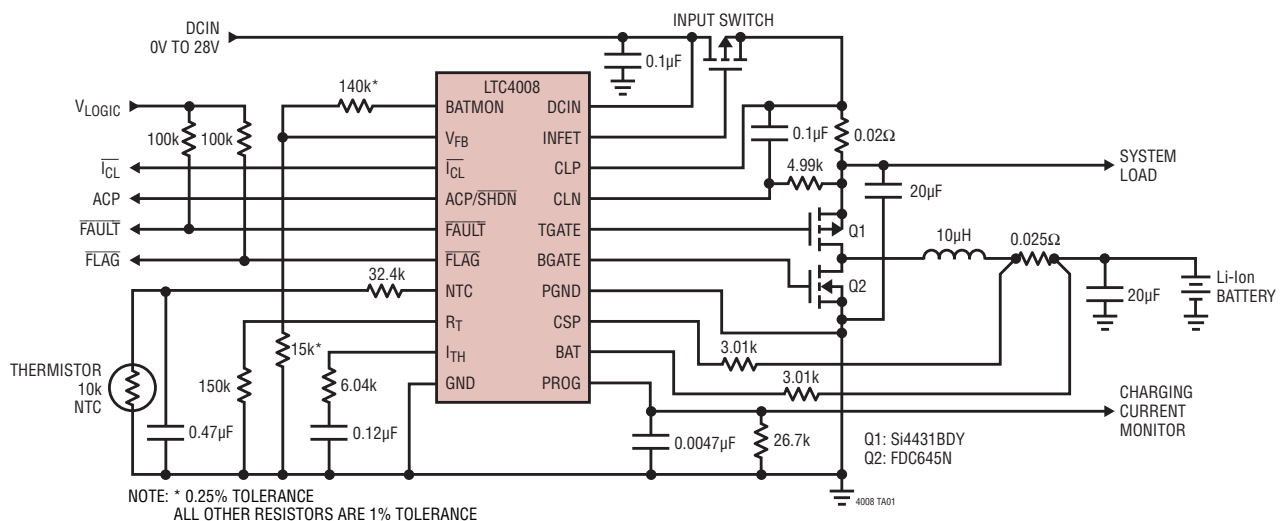 DCIN
0V TO 28V
INPUT SWITCH
0.1µF
LTC4008
140k*
BATMON
DCIN
VLOGIC
100k
100k
VFB
INFET
0.1µF
0.02Ω
ICL
ICL
CLP
4.99k
SYSTEM
LOAD
ACP
ACP/SHDN
CLN
20µF
FAULT
FAULT
TGATE
Q1
10µH
0.025Ω
FLAG
FLAG
BGATE
Q2
20µF
Li-Ion
BATTERY
32.4k
NTC
PGND
RT
CSP
3.01k
15k*
ITH
BAT
3.01k
THERMISTOR
10k
NTC
150k
6.04k
GND
PROG
CHARGING
CURRENT
MONITOR
0.47µF
0.12µF
0.0047µF
26.7k
Q1: Si4431BDY
Q2: FDC645N
4008 TA01
NOTE: * 0.25% TOLERANCE
ALL OTHER RESISTORS ARE 1% TOLERANCE